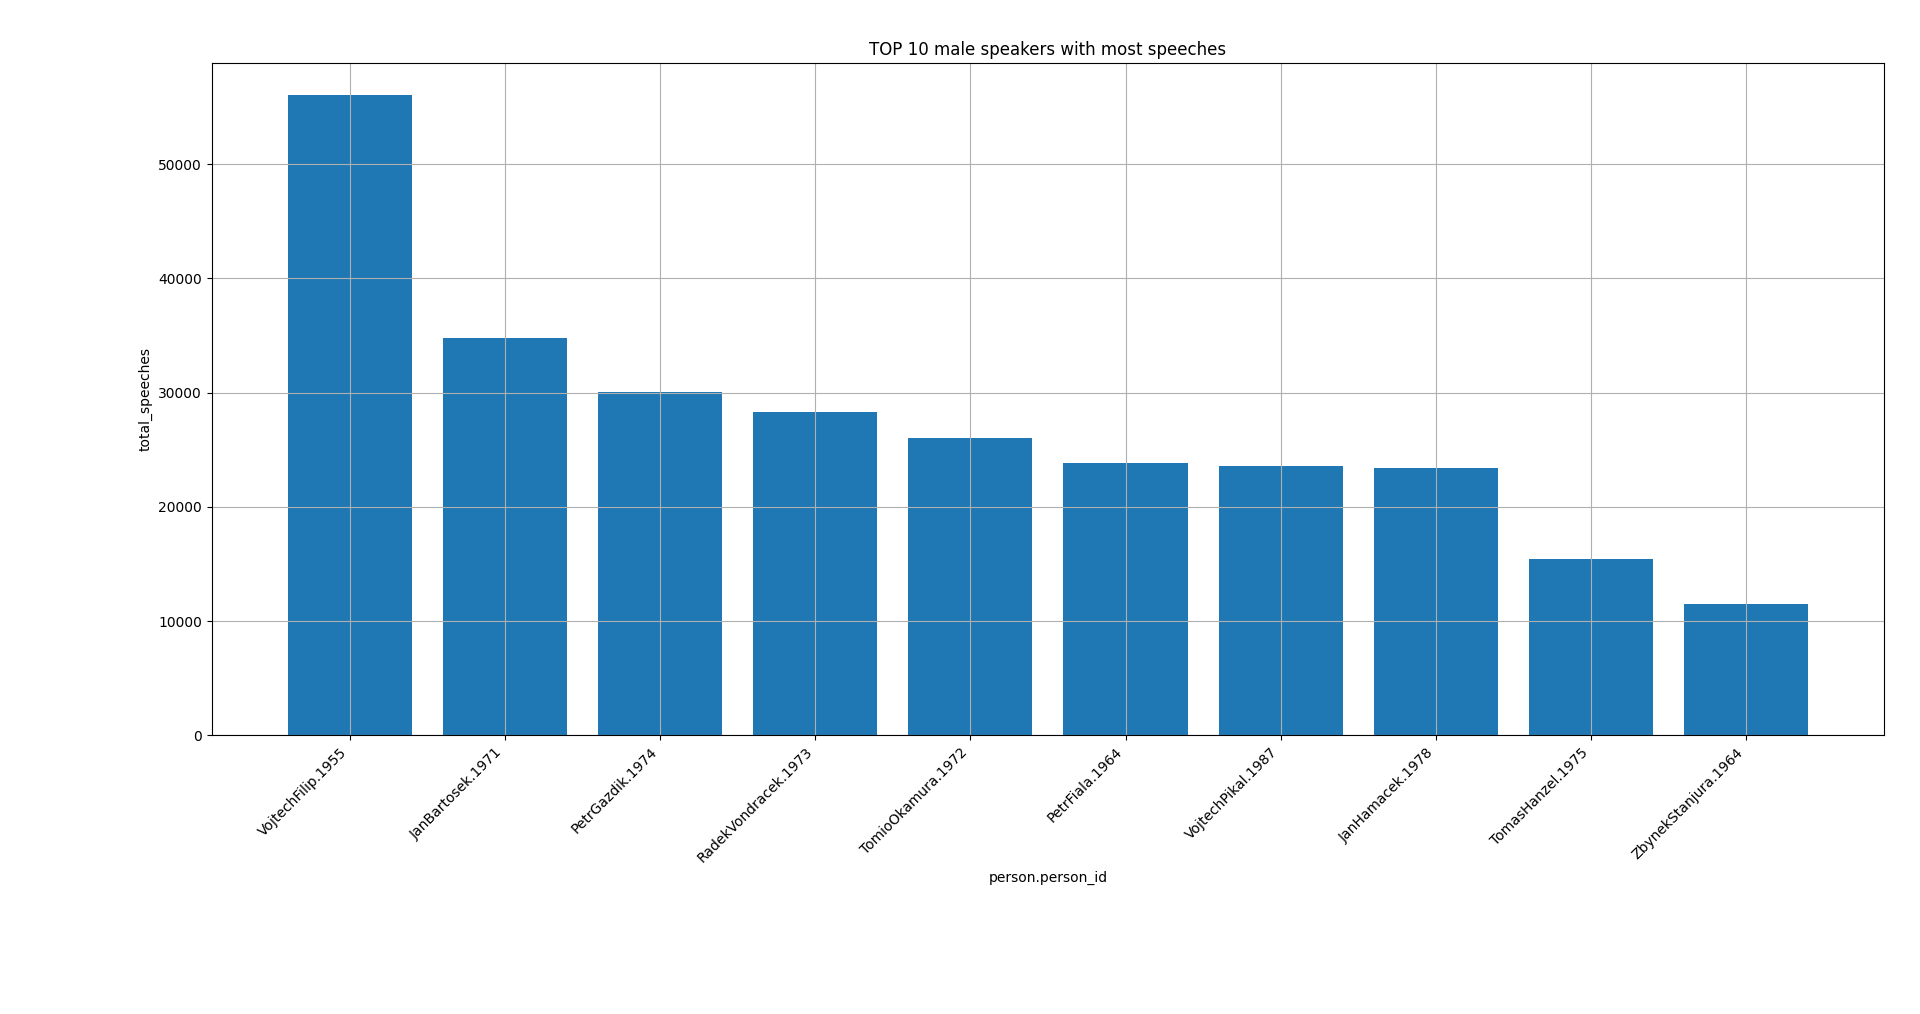 TOP 10 male speakers with most speeches
total_speeches
50000
40000
30000
20000
10000
0
VojtechFilip.1955
JanBartosek.1971
PetrGazdik.1974
RadekVondracek.1973
TomioOkamura.1972
PetrFiala.1964
VojtechPikal.1987
JanHamacek.1978
TomasHanzel.1975
ZbynekStanjura.1964
person.person_id